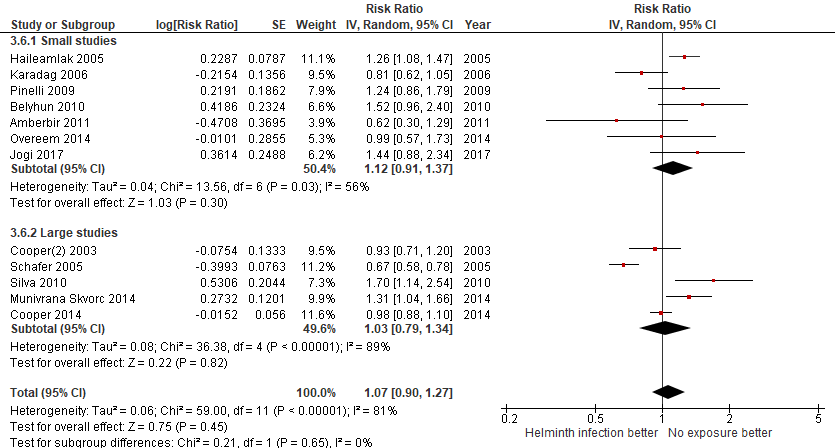 Risk Ratio Risk Ratio
Study or Subgroup log[Risk Ratio] SE Weight IV, Random, 95% CI Year IV, Random, 95% CI
3.6.1 Small studies
Haileamlak 2005 0.2287 0.0787 11.1% 1.26 [1.08, 1.47] 2005
Karadag 2006 -0.2154 0.1356 9.5% 0.81 [0.62, 1.05] 2006
Pinelli 2009 0.2191 0.1862 7.9% 1.24 [0.86, 1.79] 2009
Belyhun 2010 0.4186 0.2324 6.6% 1.52 [0.96, 2.40] 2010
Amberbir 2011 -0.4708 0.3695 3.9% 0.62 [0.30, 1.29] 2011
Overeem 2014 -0.0101 0.2855 5.3% 0.99 [0.57, 1.73] 2014
Jogi 2017 0.3614 0.2488 6.2% 1.44 [0.88, 2.34] 2017
Subtotal (95% CI) 50.4% 1.12 [0.91, 1.37]
Heterogeneity: Tau² = 0.04; Chi² = 13.56, df = 6 (P = 0.03); I² = 56%
Test for overall effect: Z = 1.03 (P = 0.30)
3.6.2 Large studies
Cooper(2) 2003 -0.0754 0.1333 9.5% 0.93 [0.71, 1.20] 2003
Schafer 2005 -0.3993 0.0763 11.2% 0.67 [0.58, 0.78] 2005
Silva 2010 0.5306 0.2044 7.3% 1.70 [1.14, 2.54] 2010
Munivrana Skvorc 2014 0.2732 0.1201 9.9% 1.31 [1.04, 1.66] 2014
Cooper 2014 -0.0152 0.056 11.6% 0.98 [0.88, 1.10] 2014
Subtotal (95% CI) 49.6% 1.03 [0.79, 1.34]
Heterogeneity: Tau² = 0.08; Chi² = 36.38, df = 4 (P < 0.00001); I² = 89%
Test for overall effect: Z = 0.22 (P = 0.82)
Total (95% CI) 100.0% 1.07 [0.90, 1.27]
Heterogeneity: Tau² = 0.06; Chi² = 59.00, df = 11 (P < 0.00001); I² = 81%
Test for overall effect: Z = 0.75 (P = 0.45)
Test for subgroup differences: Chi² = 0.21, df = 1 (P = 0.65), I² = 0%
0.2 0.5 1 2 5
Helminth infection better No exposure better